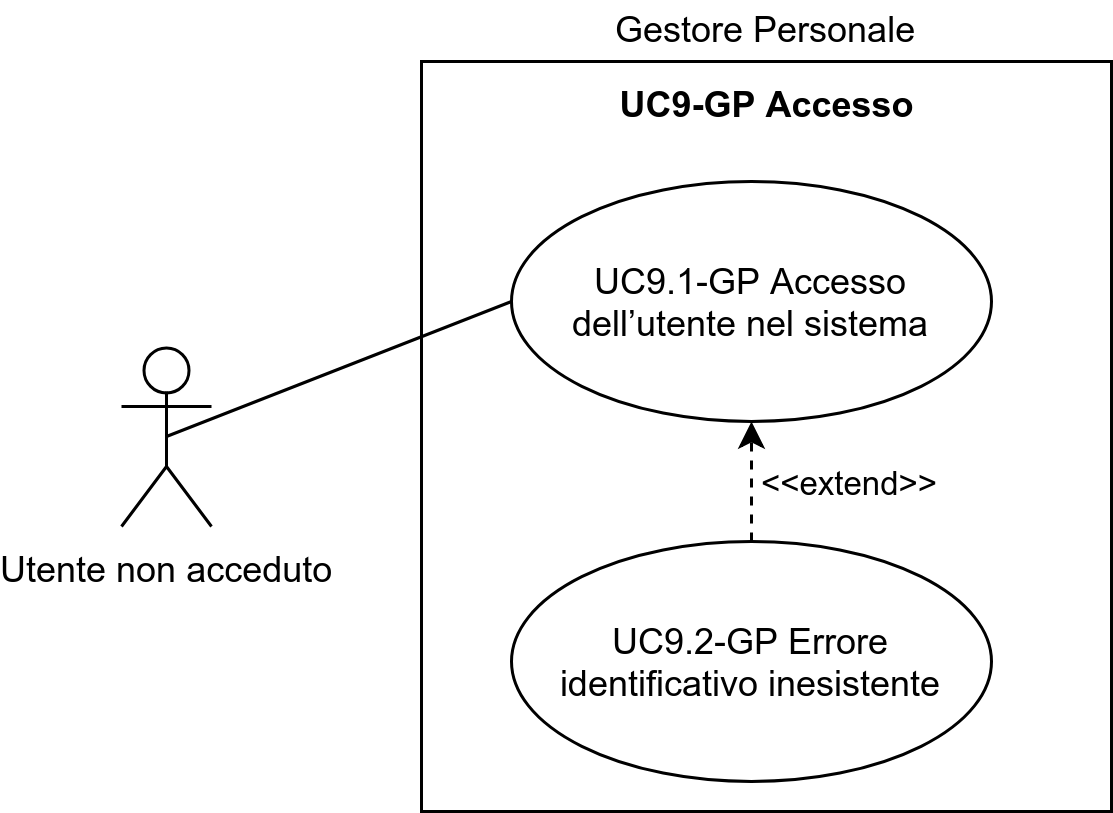 Gestore Personale
UC9-GP Accesso
UC9.1-GP Accesso
dell’utente nel sistema
<<extend>>
Utente non acceduto
UC9.2-GP Errore
identificativo inesistente